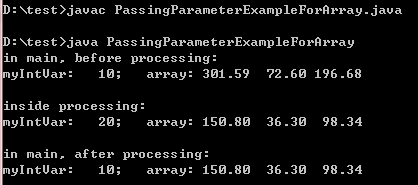 D:\test>javac PassingParameterExampleForArray.java
D:\test>java PassingParameterExampleForArray
in main, before processing:
myIntVar:   10;   array: 301.59  72.60 196.68
inside processing:
myIntVar:   20;   array: 150.80  36.30  98.34
in main, after processing:
myIntVar:   10;   array: 150.80  36.30  98.34